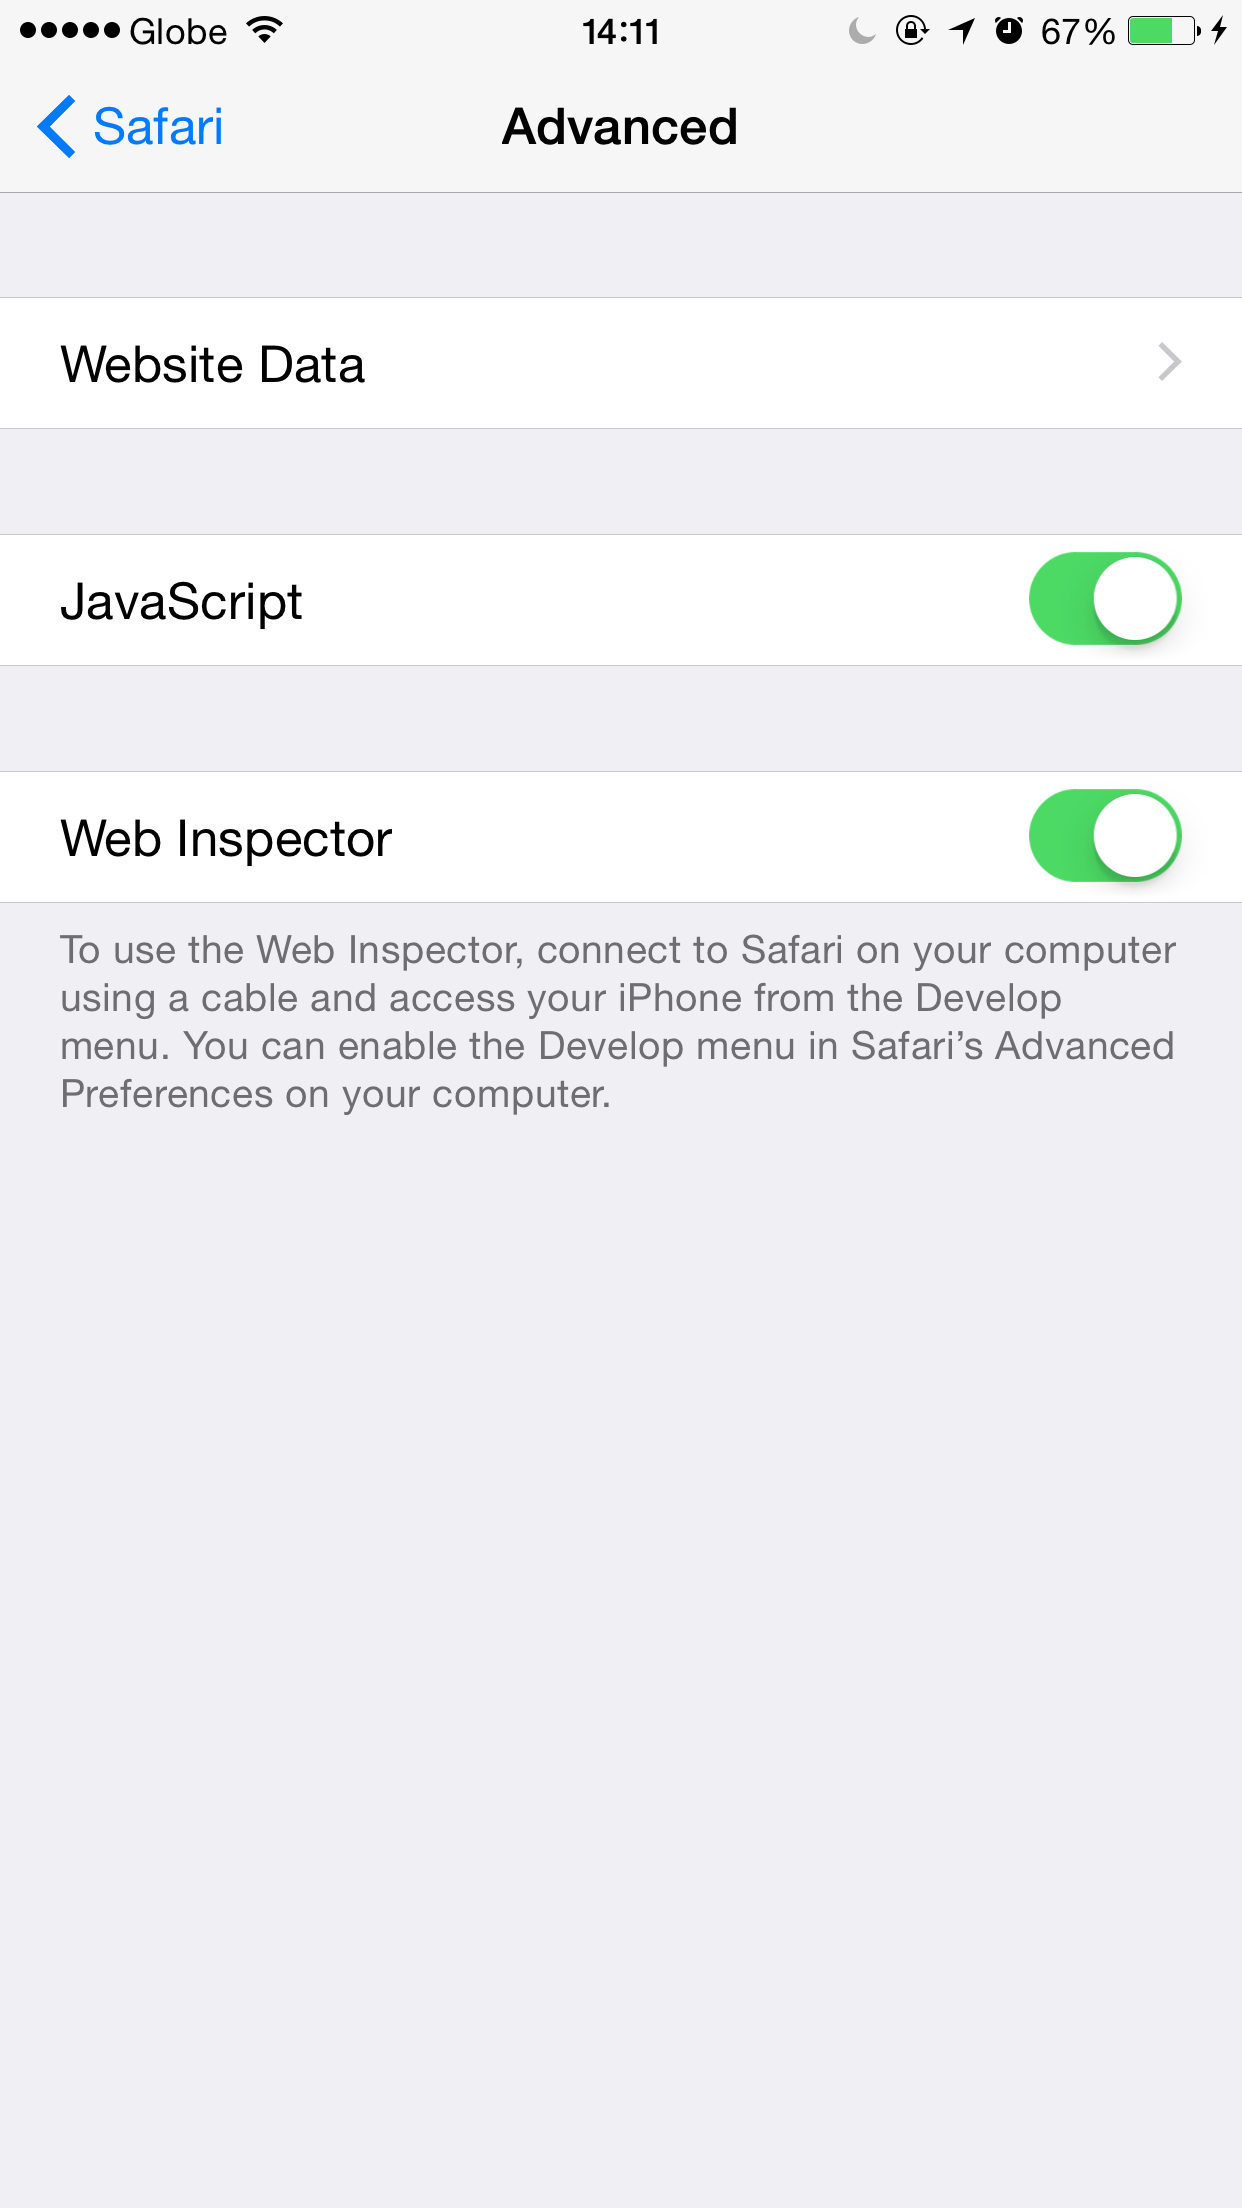 Globe 14:11 67%
Safari Advanced
Website Data
JavaScript
Web Inspector
To use the Web Inspector, connect to Safari on your computer
using a cable and access your iPhone from the Develop
menu. You can enable the Develop menu in Safari’s Advanced
Preferences on your computer.